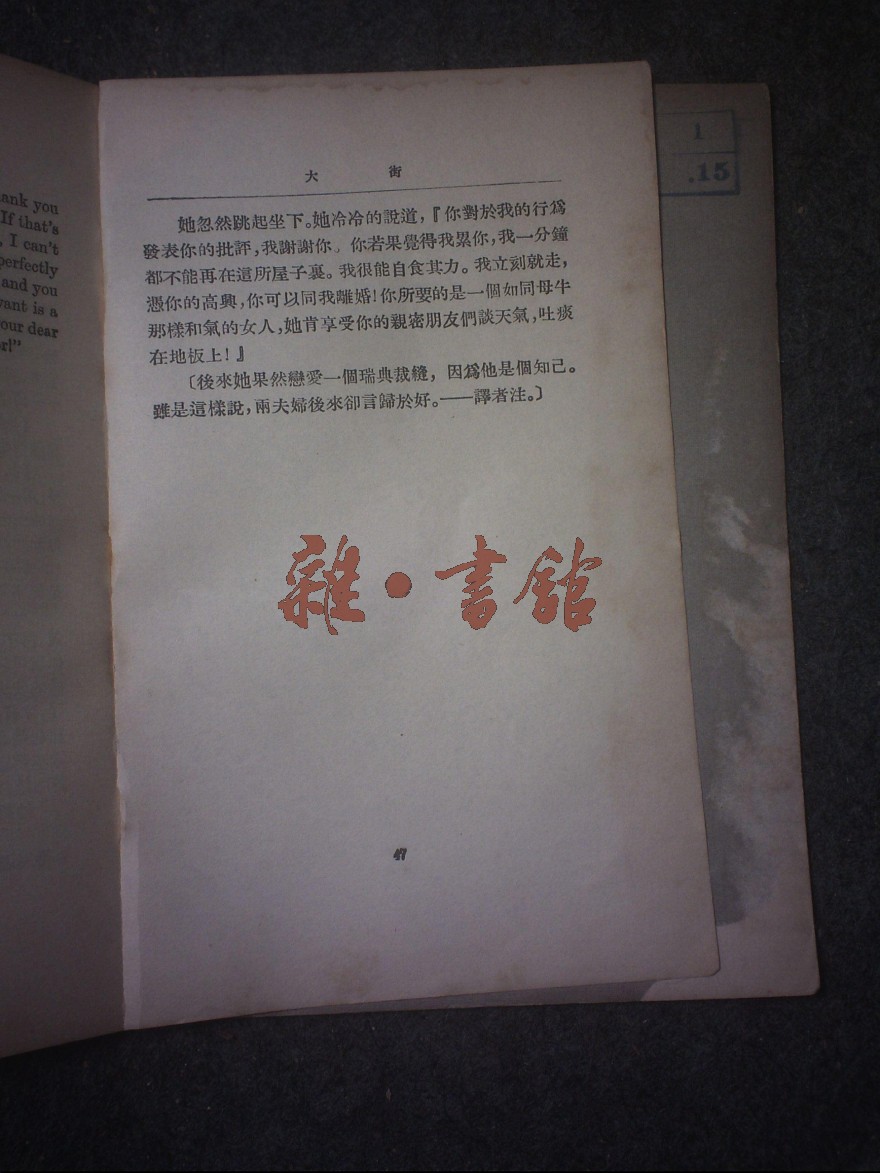 ank you
If that's
, I can't
perfectly
and you
vant is a
our dear
r!"
大 街
她忽然跳起坐下。她冷冷的說道,『你對於我的行爲
發表你的批評,我謝謝你」你若果覺得我累你,我一分鐘
都不能再在這所屋子裏。我很能自食其力。我立刻就走,
憑你的高興,你可以同我離婚!你所要的是一個如同母牛
那樣和氣的女人,她肯享受你的親密朋友們談天氣,吐痰
在地板上!』
〔後來她果然戀愛一個瑞典裁縫,因爲他是個知己。
雖是這樣說,兩夫婦後來卻言歸於好。——譯者注。〕
雜·書館
47
1
.15